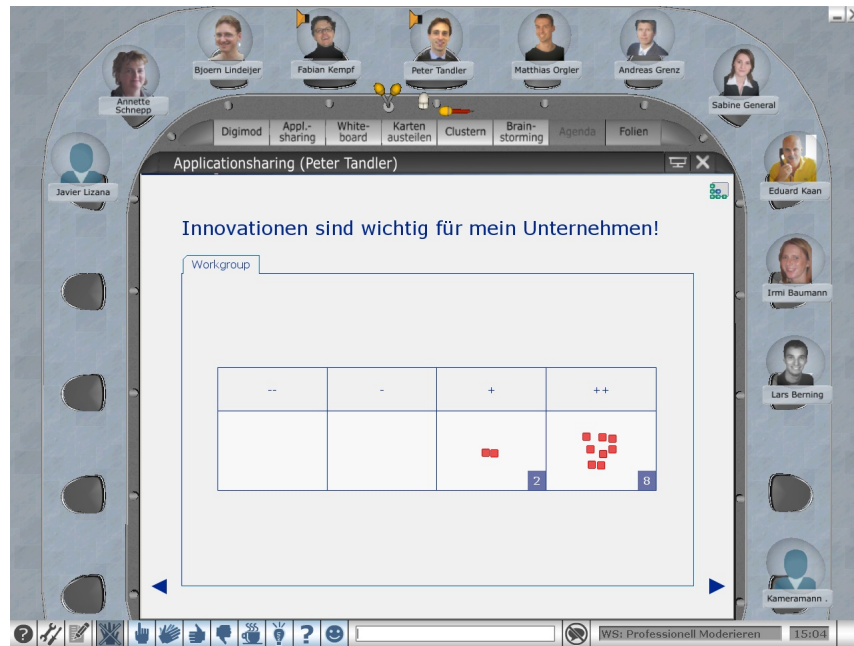 Bjoern Lindeijer
Fabian Kempf
Peter Tandler
Matthias Orgler
Andreas Grenz
Annette
Schnepp
Sabine General
Javier Lizana
Eduard Kaan
Irmi Baumann
Lars Berning
Kameramann .
Digimod
Appl.-
sharing
White-
board
Karten
austeilen
Clustern
Brain-
storming
Agenda
Folien
Applicationsharing (Peter Tandler)
Innovationen sind wichtig für mein Unternehmen!
Workgroup
-- - + ++
2 8
WS: Professionell Moderieren 15:04